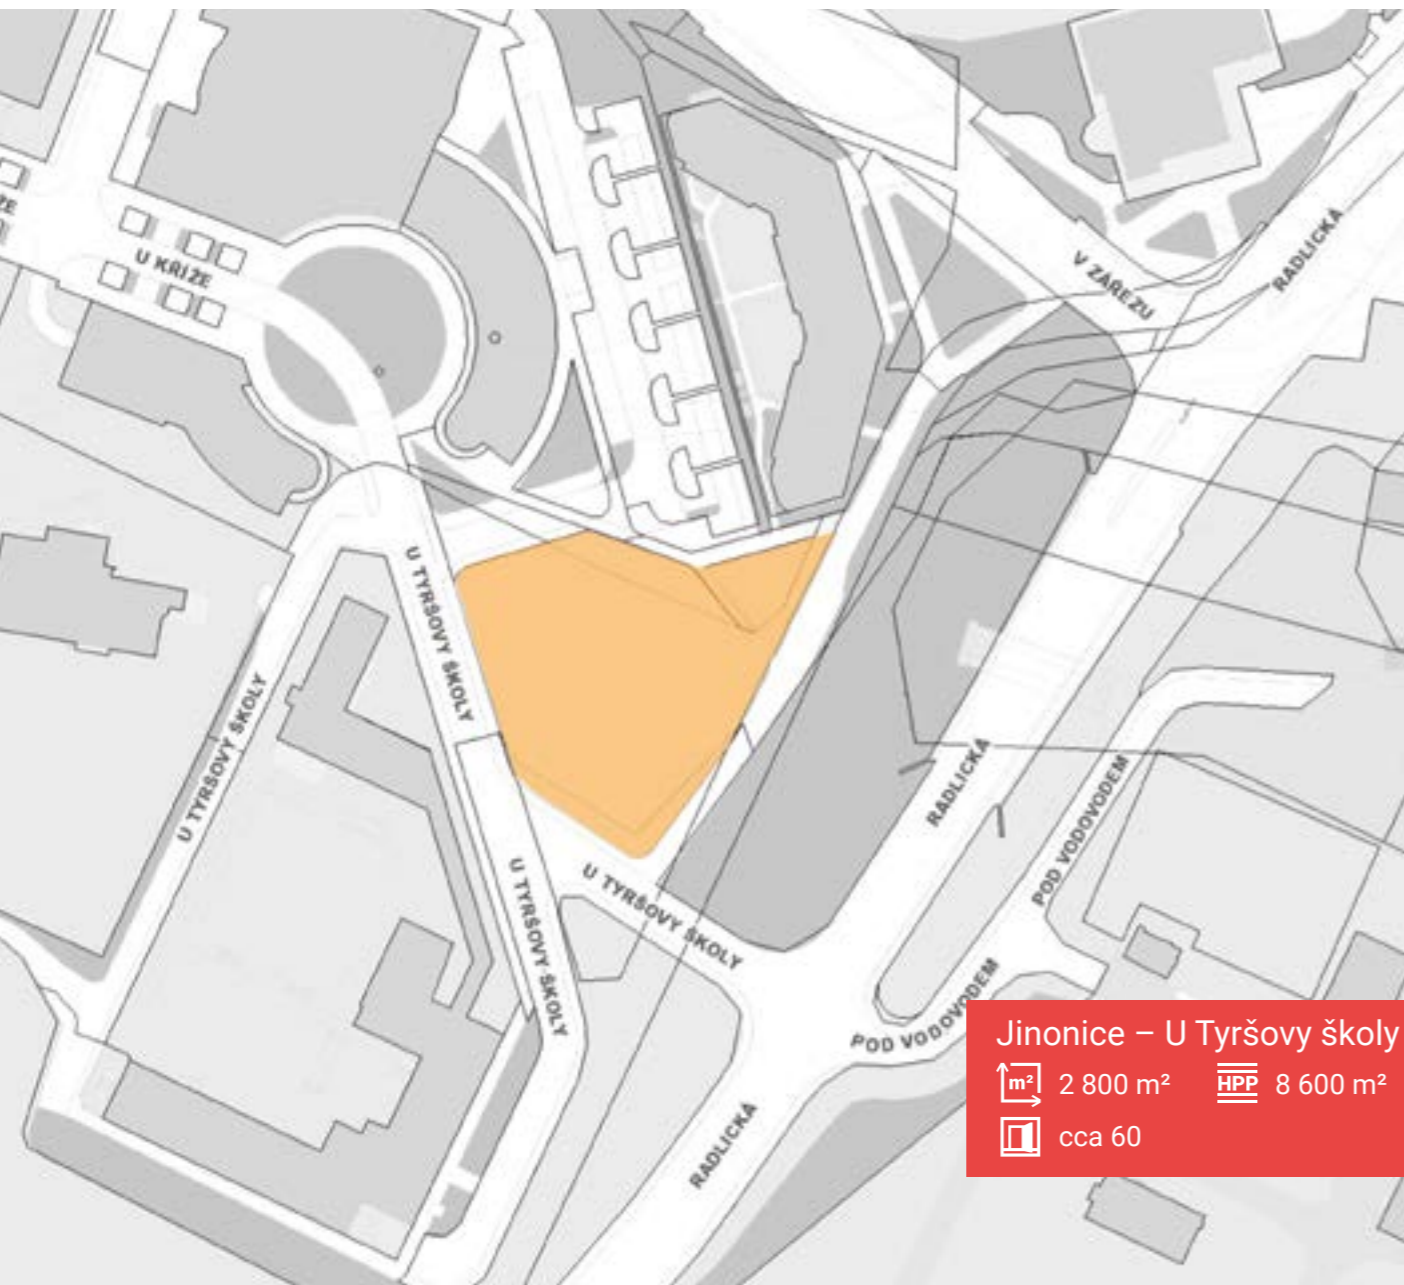 ŽE
U KŘÍŽE
V ZÁŘEZU
RADLICKÁ
U TYRŠOVY ŠKOLY
U TYRŠOVY ŠKOLY
RADLICKÁ
POD VODOVODEM
U TYRŠOVY ŠKOLY
U TYRŠOVY ŠKOLY
POD VODOVODEM
RADLICKÁ
Jinonice – U Tyršovy školy
m² 2 800 m² HPP 8 600 m²
cca 60